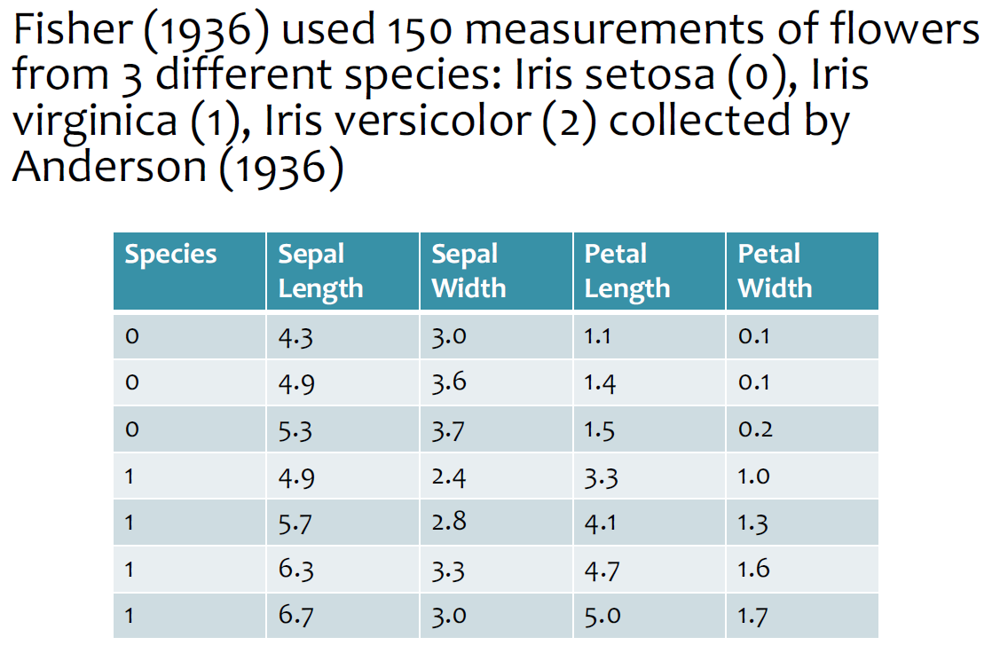 Fisher (1936) used 150 measurements of flowers
from 3 different species: Iris setosa (0), Iris
virginica (1), Iris versicolor (2) collected by
Anderson (1936)
Species Sepal Length Sepal Width Petal Length Petal Width
0 4.3 3.0 1.1 0.1
0 4.9 3.6 1.4 0.1
0 5.3 3.7 1.5 0.2
1 4.9 2.4 3.3 1.0
1 5.7 2.8 4.1 1.3
1 6.3 3.3 4.7 1.6
1 6.7 3.0 5.0 1.7